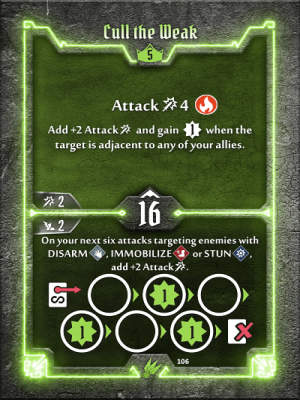 Cull the Weak
5
Attack 4
Add +2 Attack and gain 1 when the
target is adjacent to any of your allies.
2
16
2
On your next six attacks targeting enemies with
DISARM , IMMOBILIZE or STUN ,
add +2 Attack .
1
1
1
106